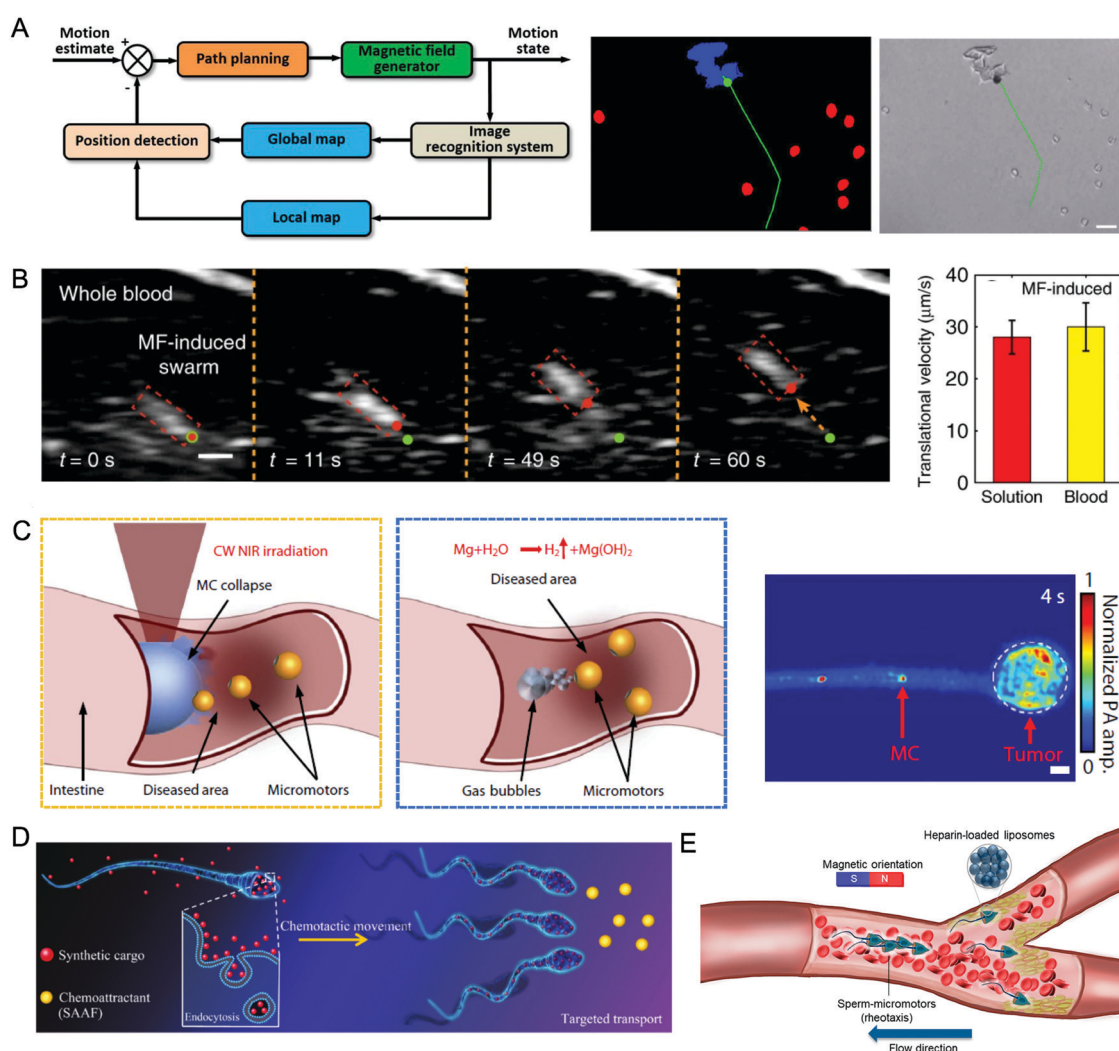 A
Motion
estimate
+
-
Path planning
Magnetic field
generator
Motion
state
Position detection
Global map
Image
recognition system
Local map
B
Whole blood
MF-induced
swarm
t = 0 s
t = 11 s
t = 49 s
t = 60 s
Translational velocity (μm/s)
40
30
20
10
0
MF-induced
Solution
Blood
C
CW NIR irradiation
MC collapse
Intestine
Diseased area
Micromotors
Mg+H₂O → H₂↑ +Mg(OH)₂
Diseased area
Gas bubbles
Micromotors
4 s
MC
Tumor
1
Normalized PA amp.
0
D
Si
Synthetic cargo
Chemoattractant
(SAAF)
Endocytosis
Chemotactic movement
Targeted transport
E
Heparin-loaded liposomes
Magnetic orientation
S N
Sperm-micromotors
(rheotaxis)
Flow direction